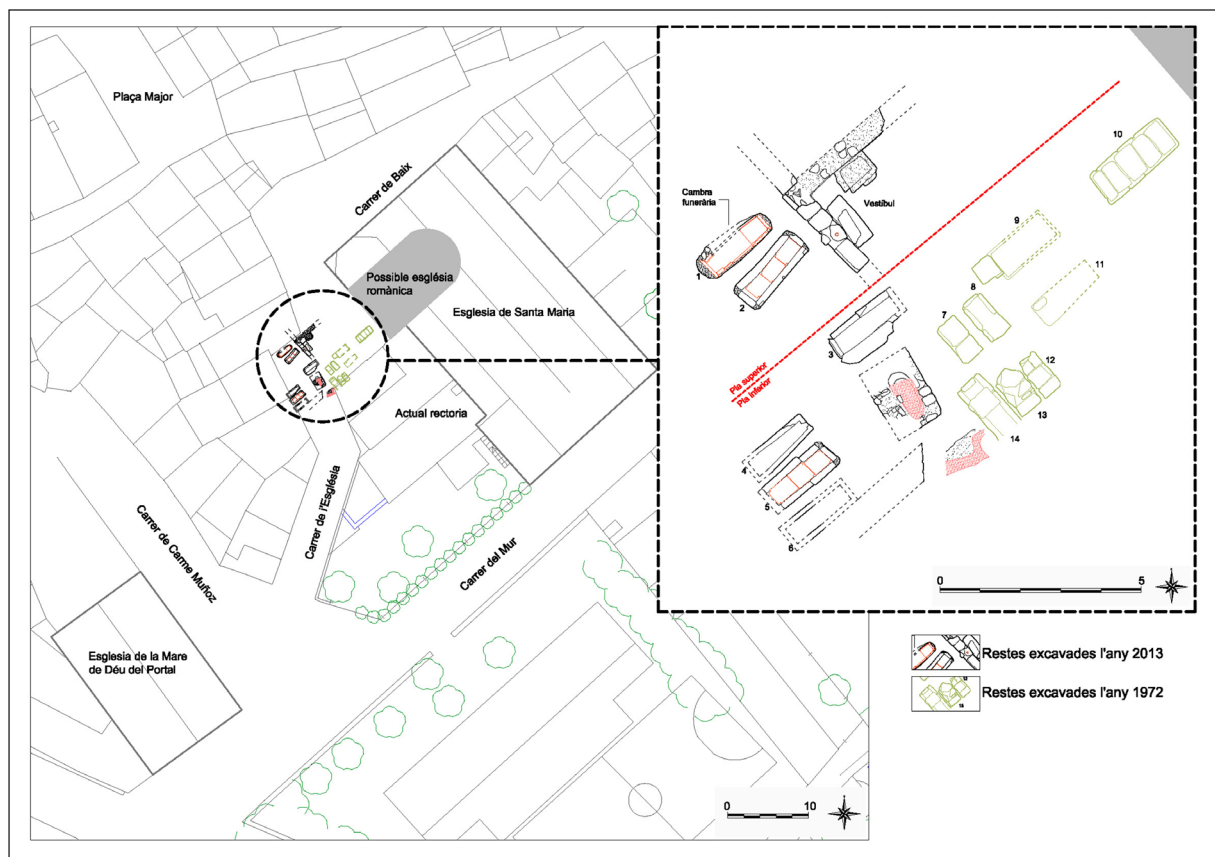 Plaça Major
Carrer de Baix
Possible església
romànica
Esglesia de Santa Maria
Actual rectoria
Carrer de l'Església
Carrer de Carme Muñoz
Carrer del Mur
Esglesia de la Mare
de Déu del Portal
0 10
Cambra
funerària
Vestíbul
1
2
3
4
5
6
7
8
9
10
11
12
13
14
Pla superior
Pla inferior
0 5
Restes excavades l'any 2013
Restes excavades l'any 1972